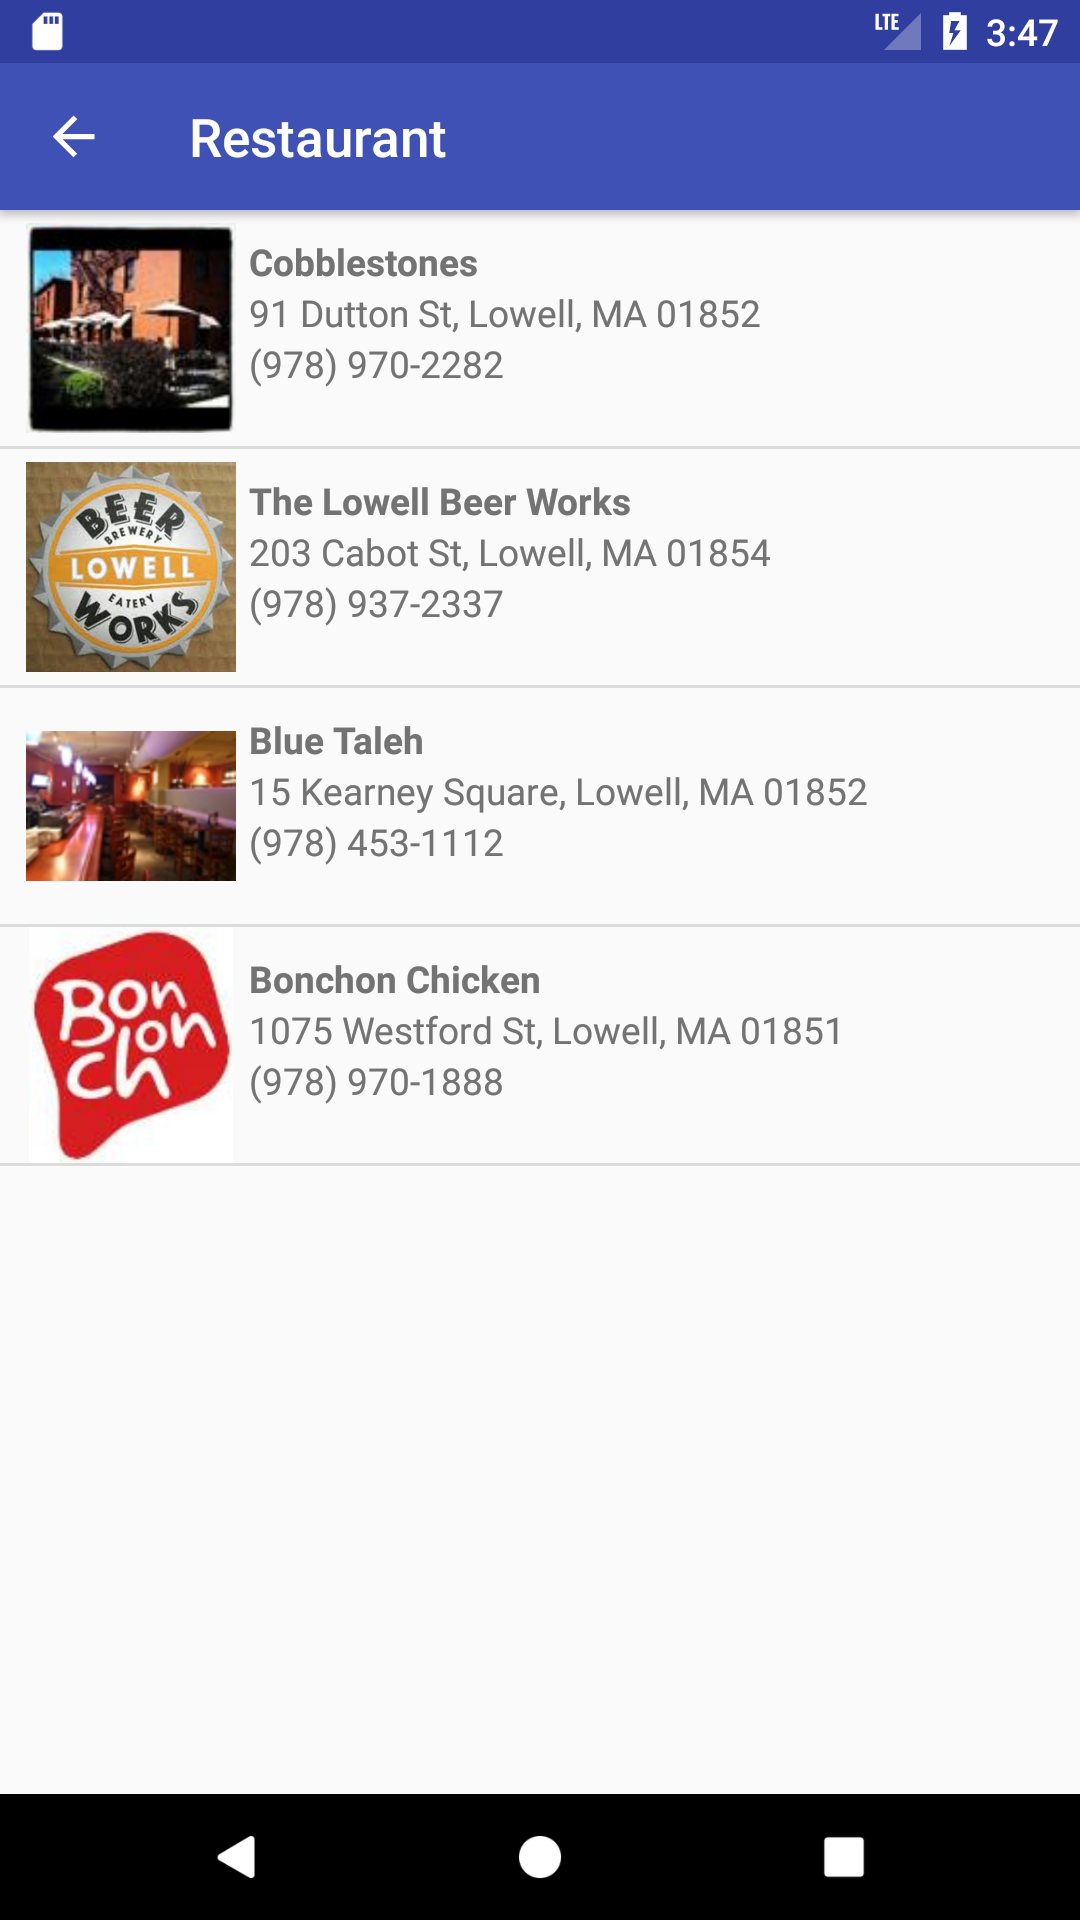 LTE 3:47
Restaurant
Cobblestones
91 Dutton St, Lowell, MA 01852
(978) 970-2282
BEER
BREWERY
LOWELL
EATERY
WORKS
The Lowell Beer Works
203 Cabot St, Lowell, MA 01854
(978) 937-2337
Blue Taleh
15 Kearney Square, Lowell, MA 01852
(978) 453-1112
Bon
Ch
on
Bonchon Chicken
1075 Westford St, Lowell, MA 01851
(978) 970-1888